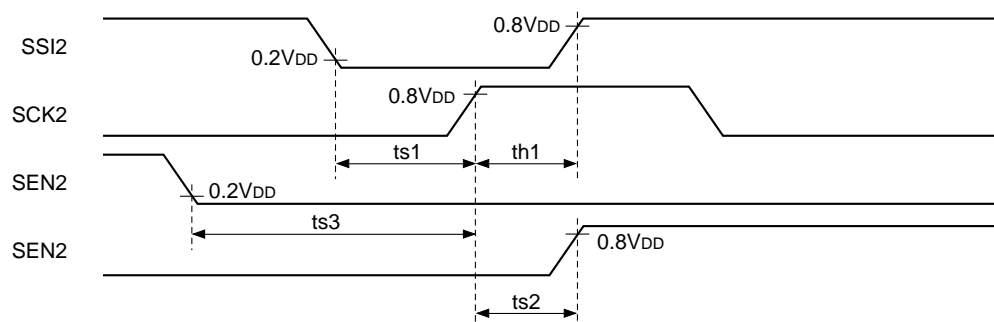 SSI2
0.8VDD
0.2VDD
SCK2
0.8VDD
ts1
th1
SEN2
0.2VDD
ts3
SEN2
0.8VDD
ts2